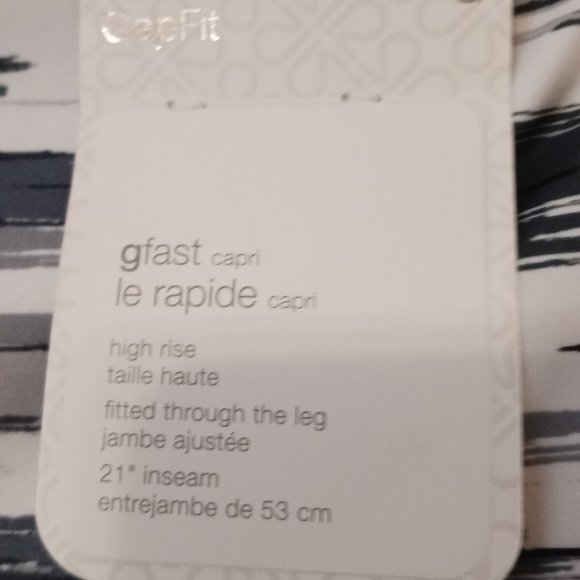 GapFit
gfast capri
le rapide capri
high rise
taille haute
fitted through the leg
jambe ajustée
21" inseam
entrejambe de 53 cm